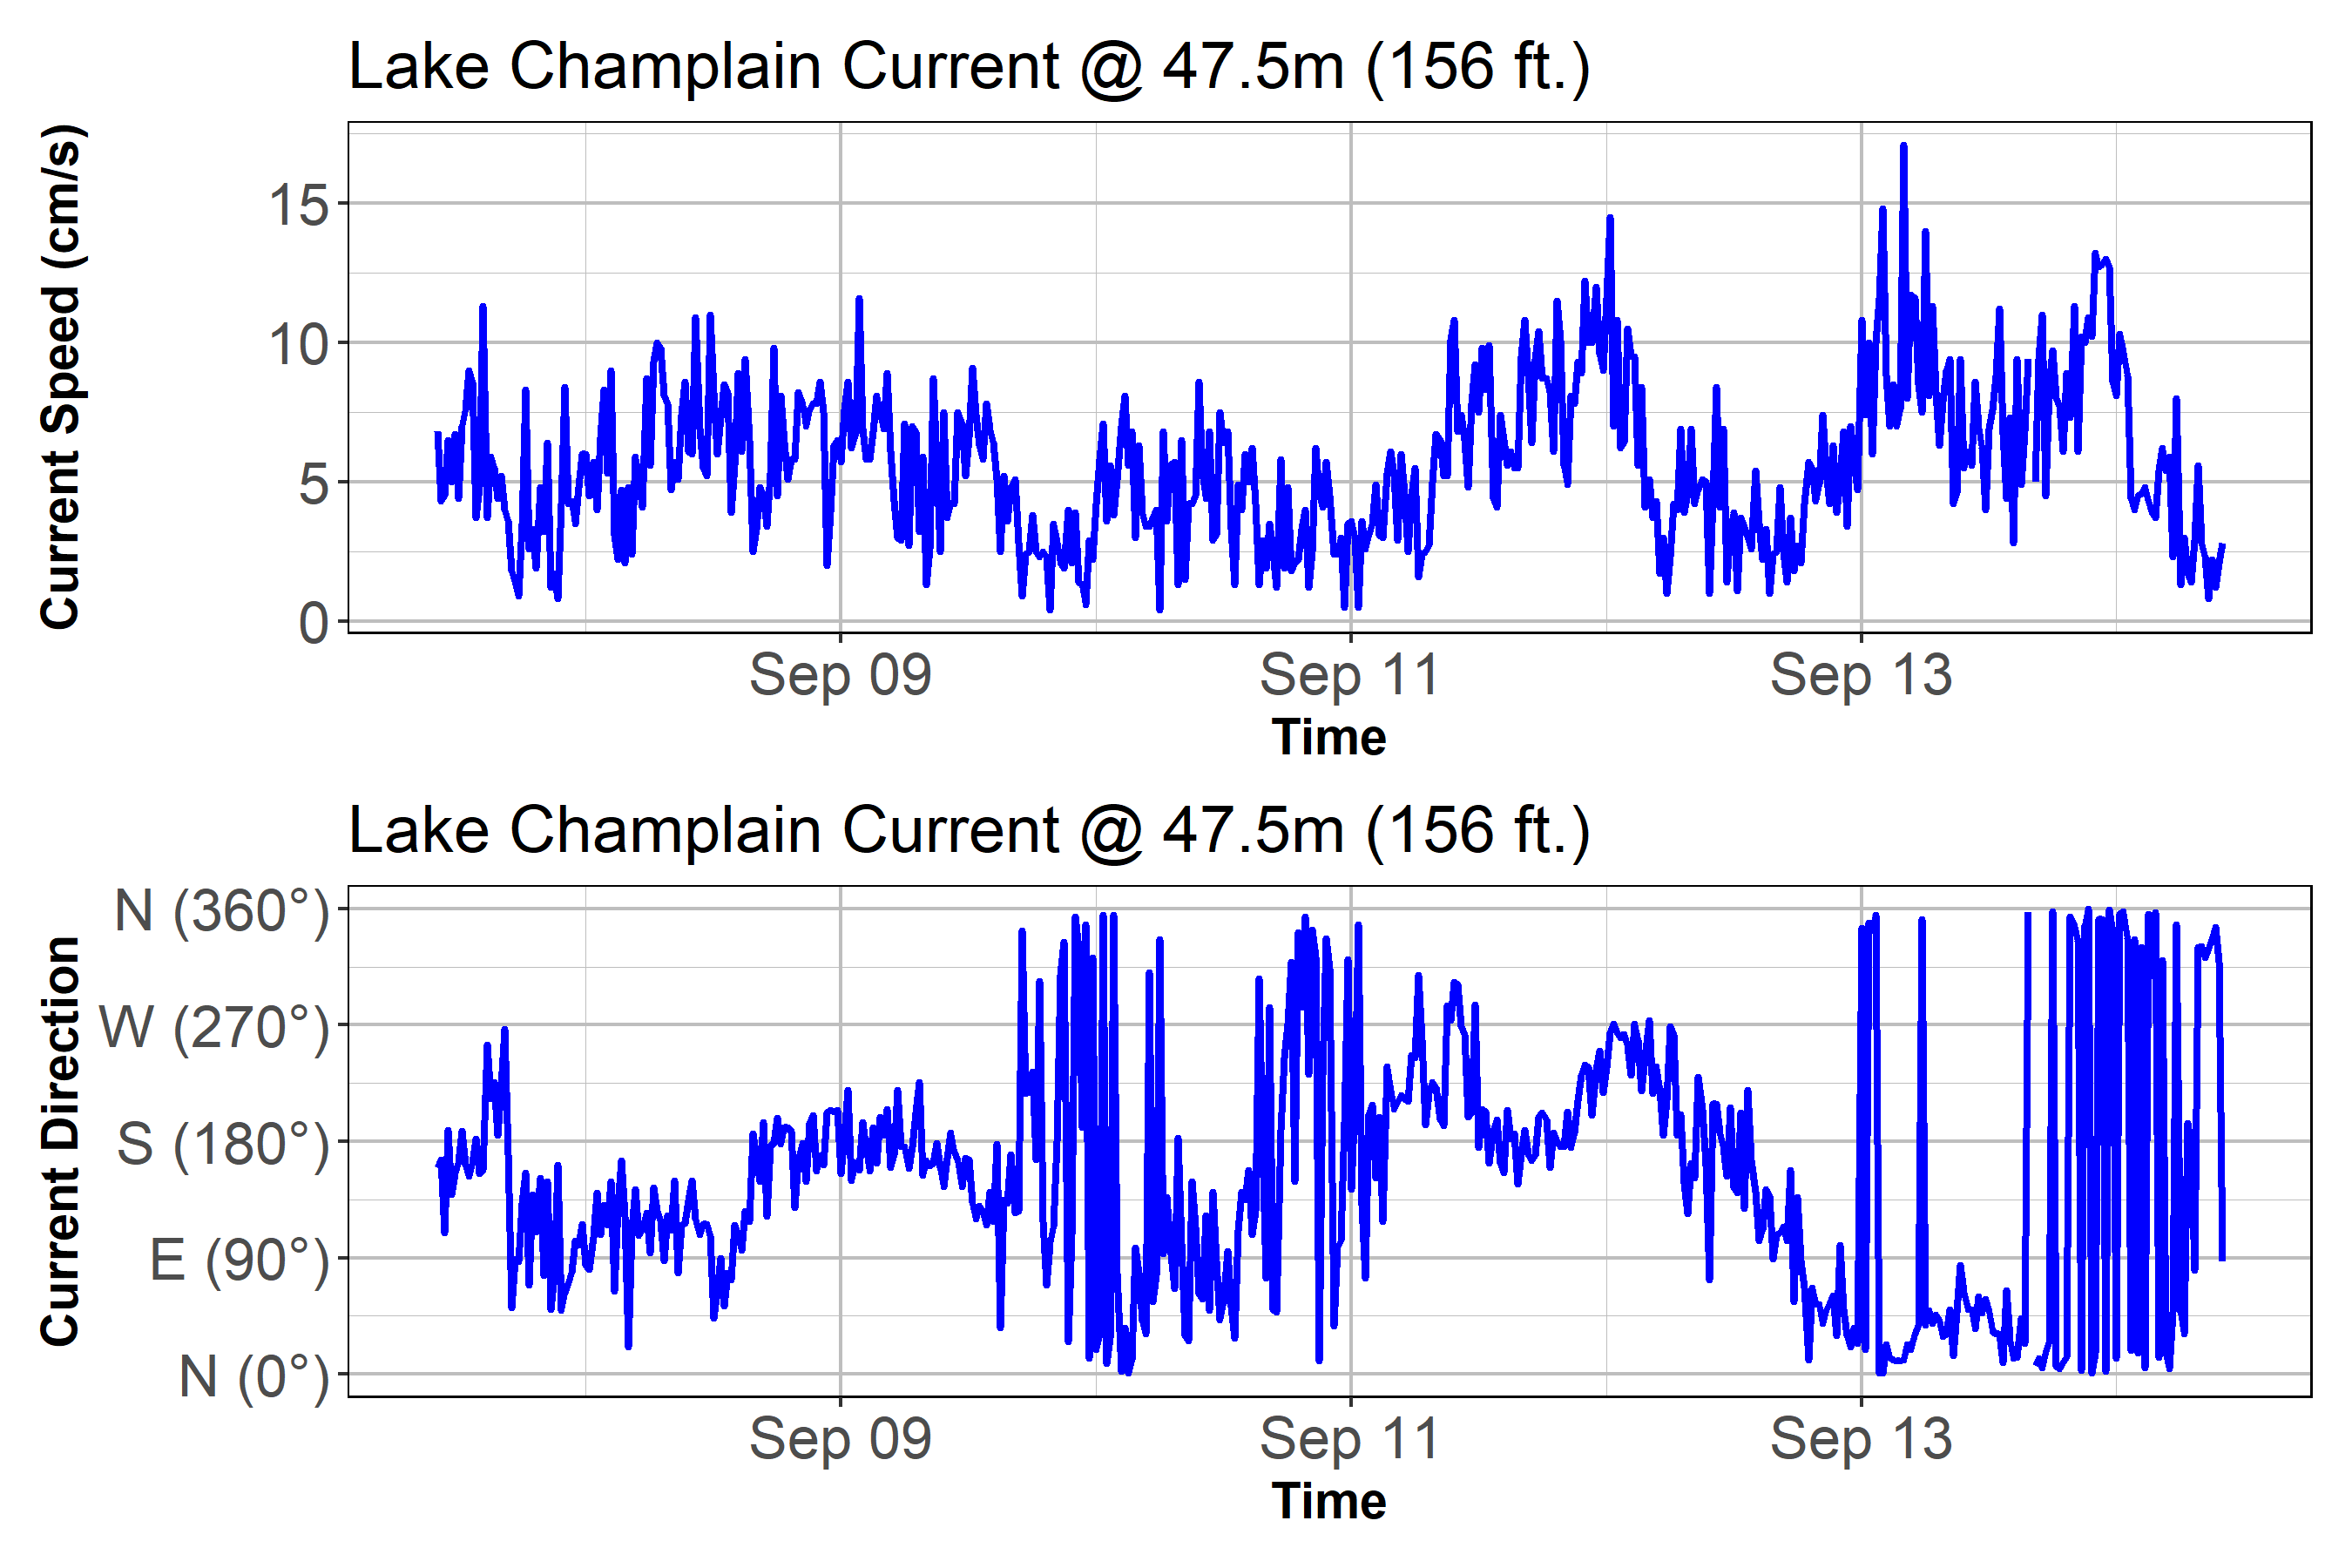 Lake Champlain Current @ 47.5m (156 ft.)
Current Speed (cm/s)
15
10
5
0
Sep 09 Sep 11 Sep 13
Time
Lake Champlain Current @ 47.5m (156 ft.)
Current Direction
N (360°)
W (270°)
S (180°)
E (90°)
N (0°)
Sep 09 Sep 11 Sep 13
Time